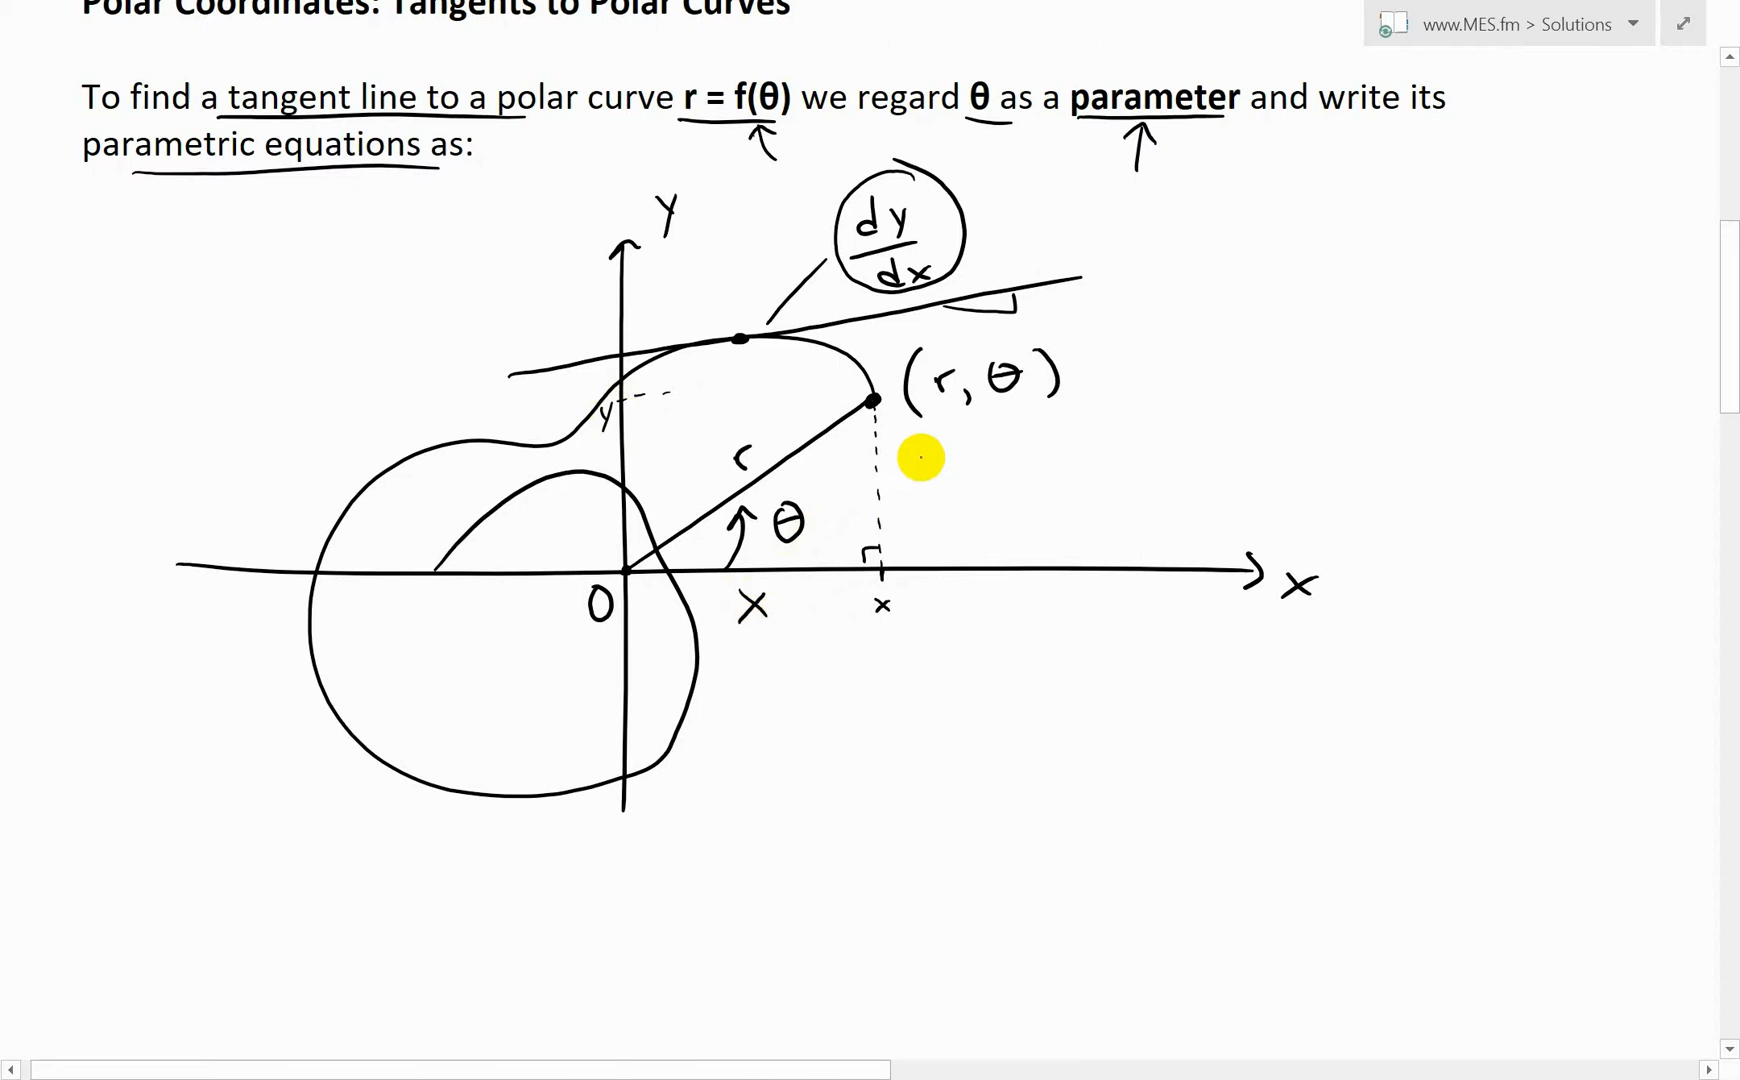 Polar Coordinates: Tangents to Polar Curves
www.MES.fm > Solutions
To find a tangent line to a polar curve r = f(θ) we regard θ as a parameter and write its
parametric equations as:
y
dy
dx
(r, θ)
y
r
θ
0
x
x
x